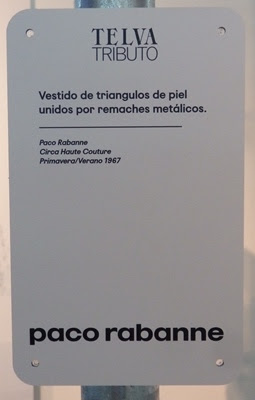 TELVA
TRIBUTO
Vestido de triangulos de piel
unidos por remaches metálicos.
Paco Rabanne
Circa Haute Couture
Primavera/Verano 1967
paco rabanne